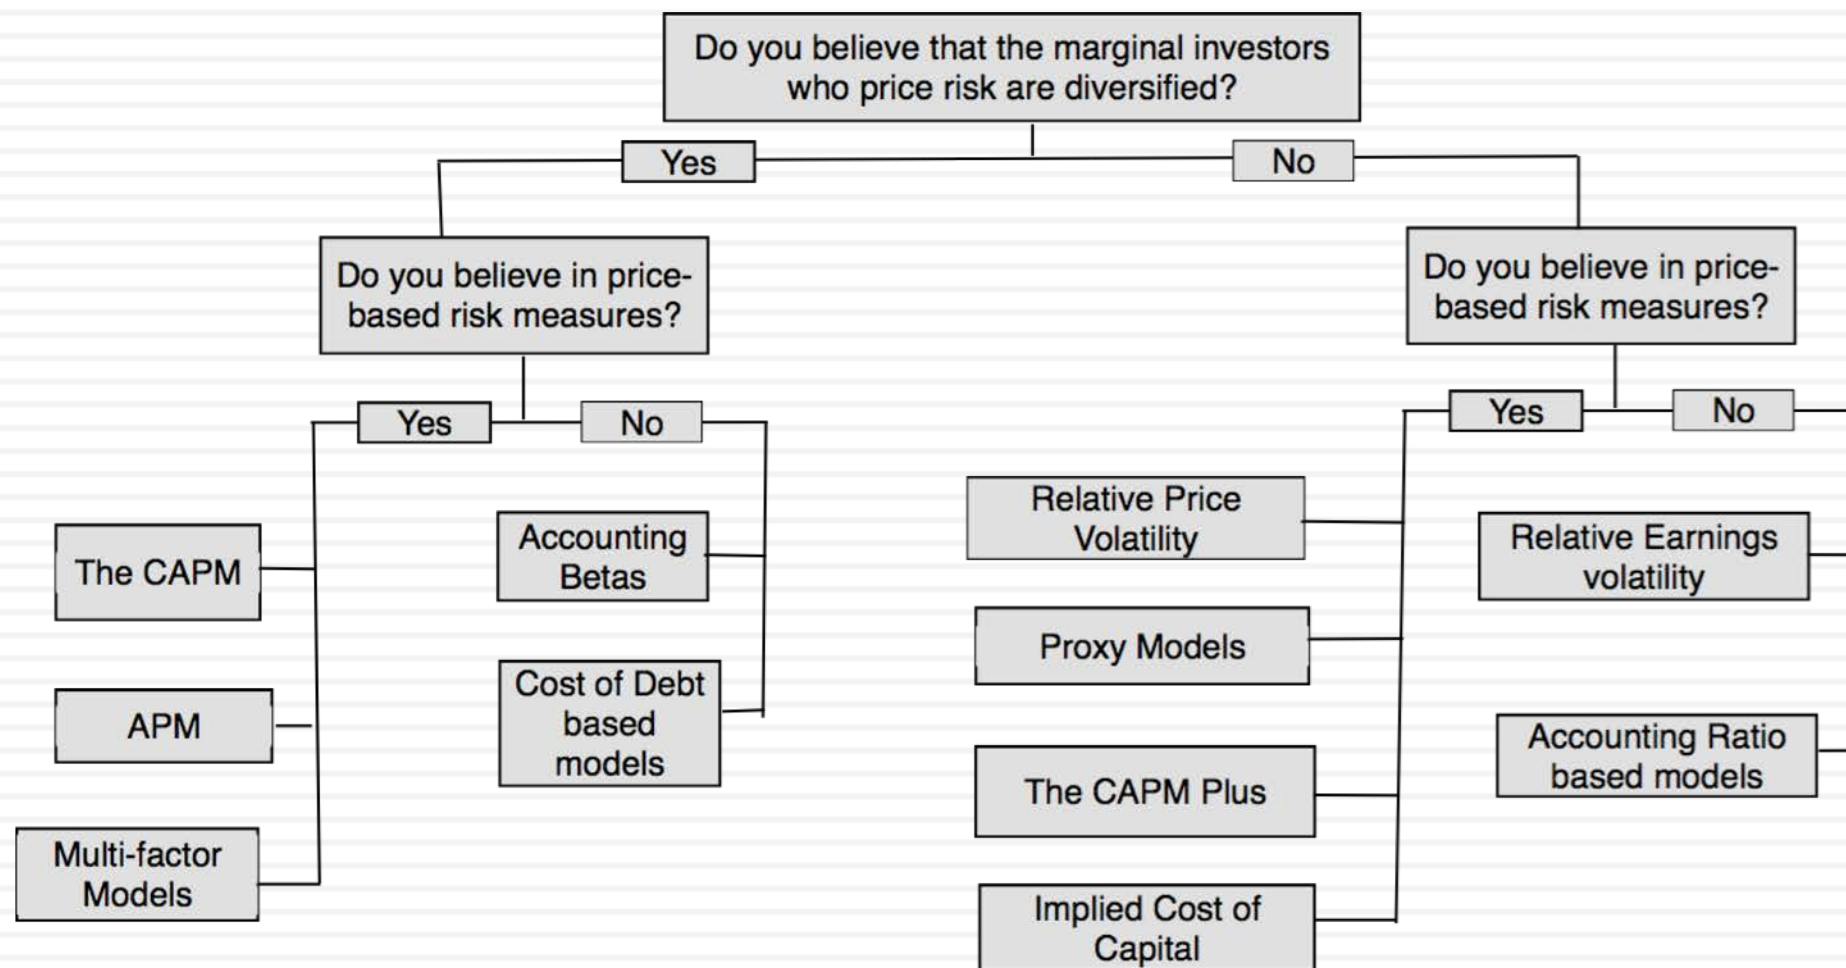 Do you believe that the marginal investors
who price risk are diversified?
Yes
No
Do you believe in price-
based risk measures?
Do you believe in price-
based risk measures?
Yes
No
Yes
No
The CAPM
APM
Multi-factor
Models
Accounting
Betas
Cost of Debt
based
models
Relative Price
Volatility
Proxy Models
The CAPM Plus
Implied Cost of
Capital
Relative Earnings
volatility
Accounting Ratio
based models